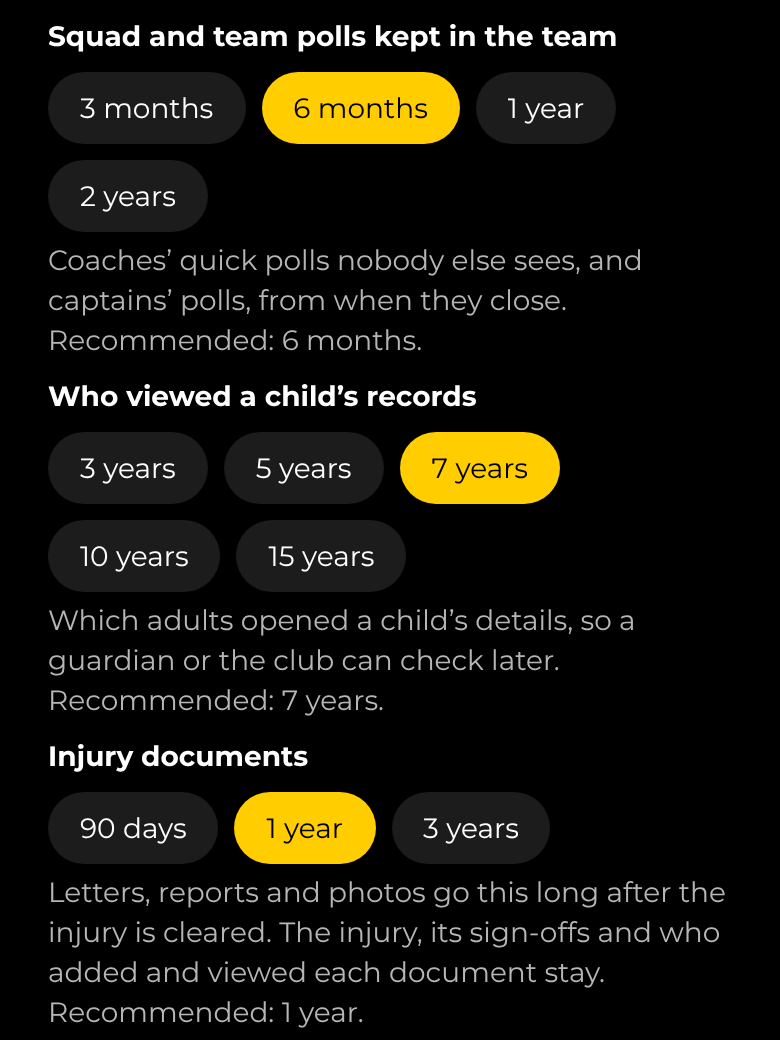 Squad and team polls kept in the team
3 months 6 months 1 year
2 years
Coaches’ quick polls nobody else sees, and
captains’ polls, from when they close.
Recommended: 6 months.
Who viewed a child’s records
3 years 5 years 7 years
10 years 15 years
Which adults opened a child’s details, so a
guardian or the club can check later.
Recommended: 7 years.
Injury documents
90 days 1 year 3 years
Letters, reports and photos go this long after the
injury is cleared. The injury, its sign-offs and who
added and viewed each document stay.
Recommended: 1 year.